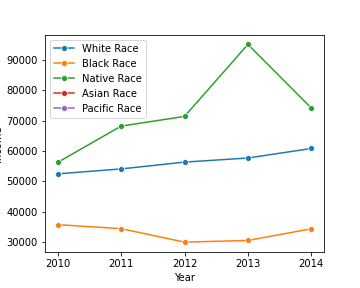 White Race
Black Race
Native Race
Asian Race
Pacific Race
90000
80000
70000
60000
50000
40000
30000
2010 2011 2012 2013 2014
Year